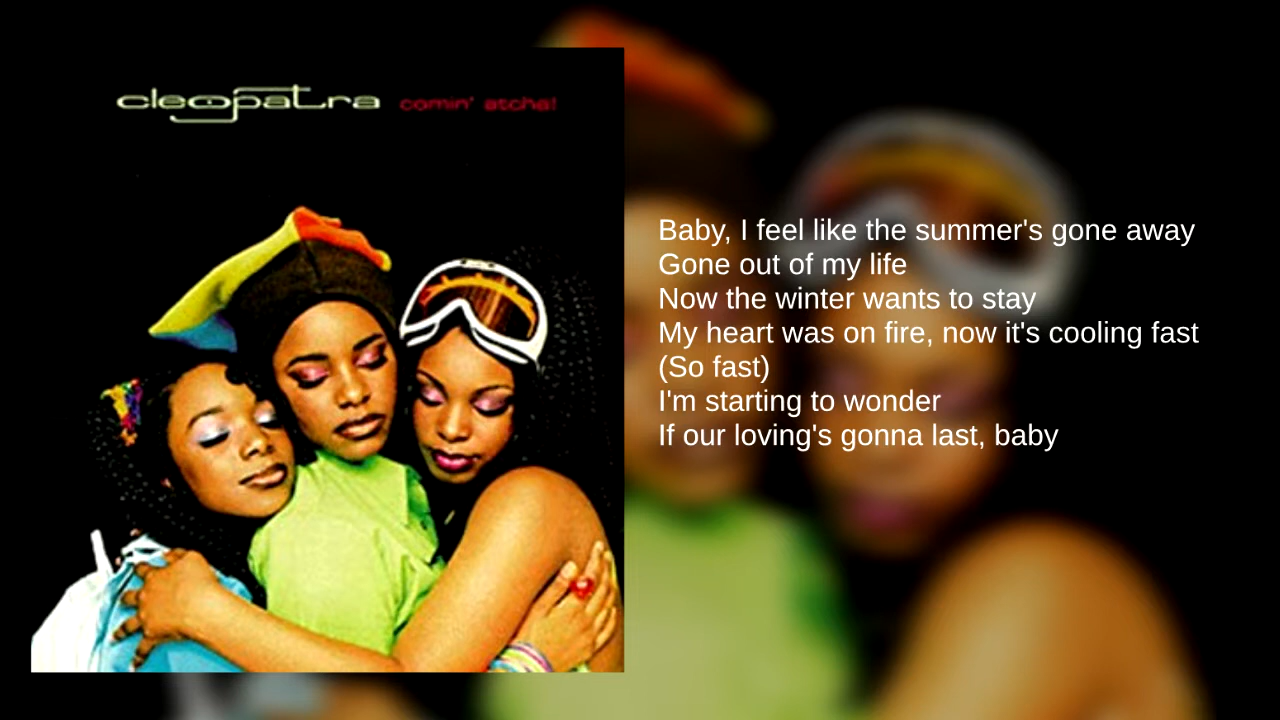 cleopatra comin' atcha!
Baby, I feel like the summer's gone away
Gone out of my life
Now the winter wants to stay
My heart was on fire, now it's cooling fast
(So fast)
I'm starting to wonder
If our loving's gonna last, baby